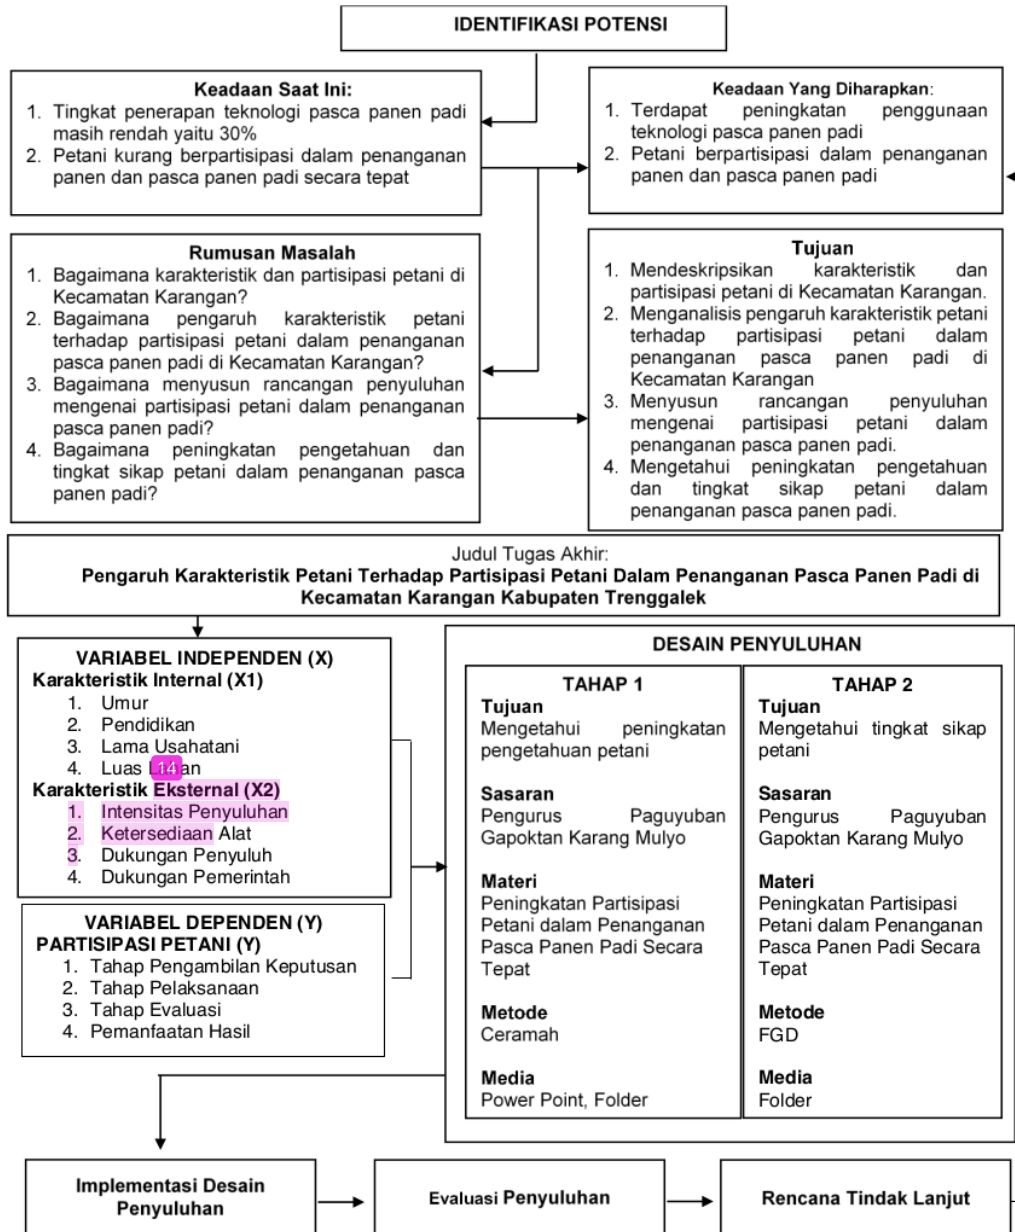 IDENTIFIKASI POTENSI
Keadaan Saat Ini:
1. Tingkat penerapan teknologi pasca panen padi
masih rendah yaitu 30%
2. Petani kurang berpartisipasi dalam penanganan
panen dan pasca panen padi secara tepat
Keadaan Yang Diharapkan:
1. Terdapat peningkatan penggunaan
teknologi pasca panen padi
2. Petani berpartisipasi dalam penanganan
panen dan pasca panen padi
Rumusan Masalah
1. Bagaimana karakteristik dan partisipasi petani di
Kecamatan Karangan?
2. Bagaimana pengaruh karakteristik petani
terhadap partisipasi petani dalam penanganan
pasca panen padi di Kecamatan Karangan?
3. Bagaimana menyusun rancangan penyuluhan
mengenai partisipasi petani dalam penanganan
pasca panen padi?
4. Bagaimana peningkatan pengetahuan dan
tingkat sikap petani dalam penanganan pasca
panen padi?
Tujuan
1. Mendeskripsikan karakteristik dan
partisipasi petani di Kecamatan Karangan.
2. Menganalisis pengaruh karakteristik petani
terhadap partisipasi petani dalam
penanganan pasca panen padi di
Kecamatan Karangan
3. Menyusun rancangan penyuluhan
mengenai partisipasi petani dalam
penanganan pasca panen padi.
4. Mengetahui peningkatan pengetahuan
dan tingkat sikap petani dalam
penanganan pasca panen padi.
Judul Tugas Akhir:
Pengaruh Karakteristik Petani Terhadap Partisipasi Petani Dalam Penanganan Pasca Panen Padi di
Kecamatan Karangan Kabupaten Trenggalek
VARIABEL INDEPENDEN (X)
Karakteristik Internal (X1)
1. Umur
2. Pendidikan
3. Lama Usahatani
4. Luas
14
Karakteristik Eksternal (X2)
1. Intensitas Penyuluhan
2. Ketersediaan Alat
3. Dukungan Penyuluh
4. Dukungan Pemerintah
VARIABEL DEPENDEN (Y)
PARTISIPASI PETANI (Y)
1. Tahap Pengambilan Keputusan
2. Tahap Pelaksanaan
3. Tahap Evaluasi
4. Pemanfaatan Hasil
DESAIN PENYULUHAN
TAHAP 1
Tujuan
Mengetahui peningkatan
pengetahuan petani
Sasaran
Pengurus Paguyuban
Gapoktan Karang Mulyo
Materi
Peningkatan Partisipasi
Petani dalam Penanganan
Pasca Panen Padi Secara
Tepat
Metode
Ceramah
Media
Power Point, Folder
TAHAP 2
Tujuan
Mengetahui tingkat sikap
petani
Sasaran
Pengurus Paguyuban
Gapoktan Karang Mulyo
Materi
Peningkatan Partisipasi
Petani dalam Penanganan
Pasca Panen Padi Secara
Tepat
Metode
FGD
Media
Folder
Implementasi Desain
Penyuluhan
Evaluasi Penyuluhan
Rencana Tindak Lanjut